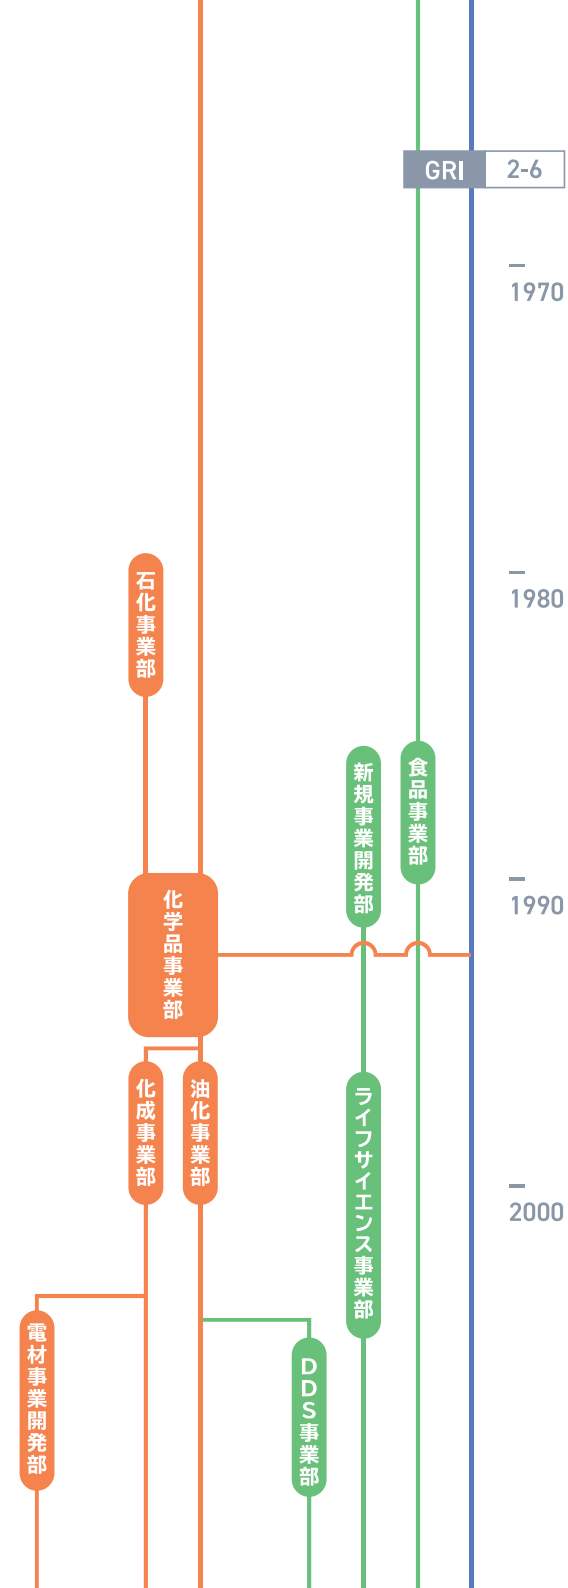 GRI 2-6
1970
石化事業部
1980
食品事業部
新規事業開発部
化学品事業部
1990
化成事業部
油化事業部
ライフサイエンス事業部
2000
電材事業開発部
DDS事業部